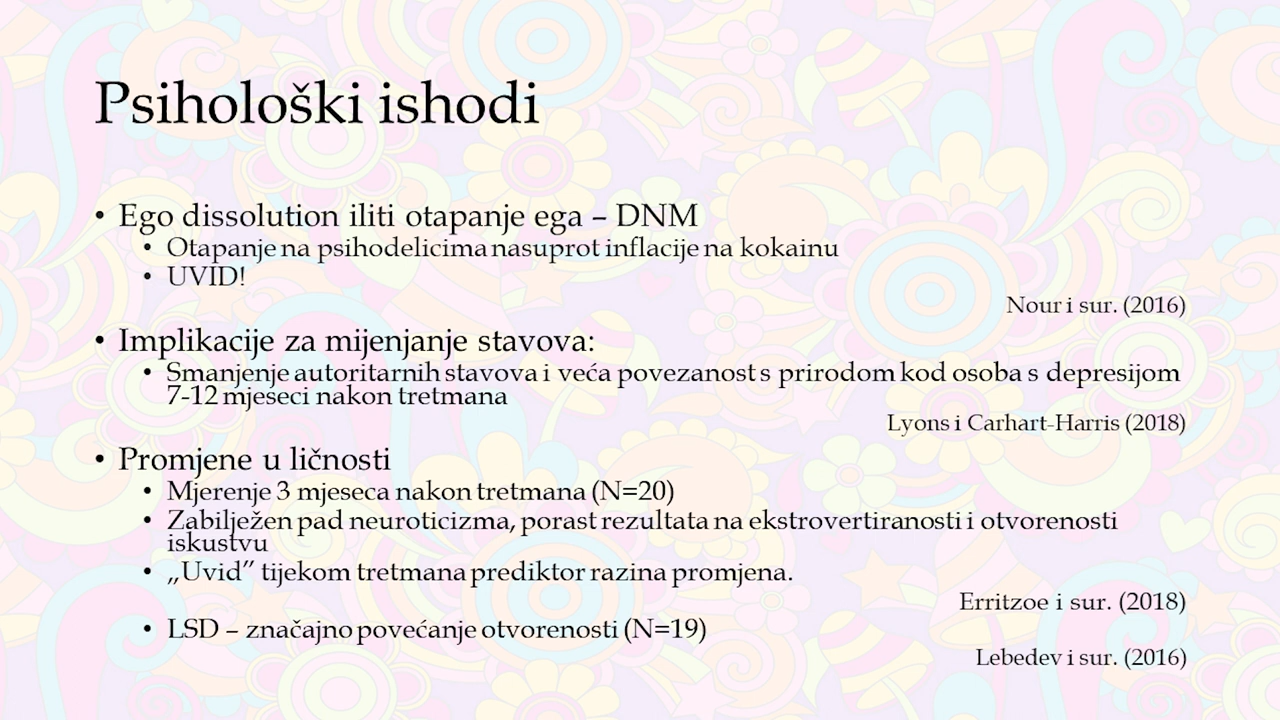 Psihološki ishodi
• Ego dissolution iliti otapanje ega – DNM
• Otapanje na psihodelicima nasuprot inflacije na kokainu
• UVID!
Nour i sur. (2016)
• Implikacije za mijenjanje stavova:
• Smanjenje autoritarnih stavova i veća povezanost s prirodom kod osoba s depresijom
7-12 mjeseci nakon tretmana
Lyons i Carhart-Harris (2018)
• Promjene u ličnosti
• Mjerenje 3 mjeseca nakon tretmana (N=20)
• Zabilježen pad neuroticizma, porast rezultata na ekstrovertiranosti i otvorenosti
iskustvu
• „Uvid” tijekom tretmana prediktor razina promjena.
Erritzoe i sur. (2018)
• LSD – značajno povećanje otvorenosti (N=19)
Lebedev i sur. (2016)